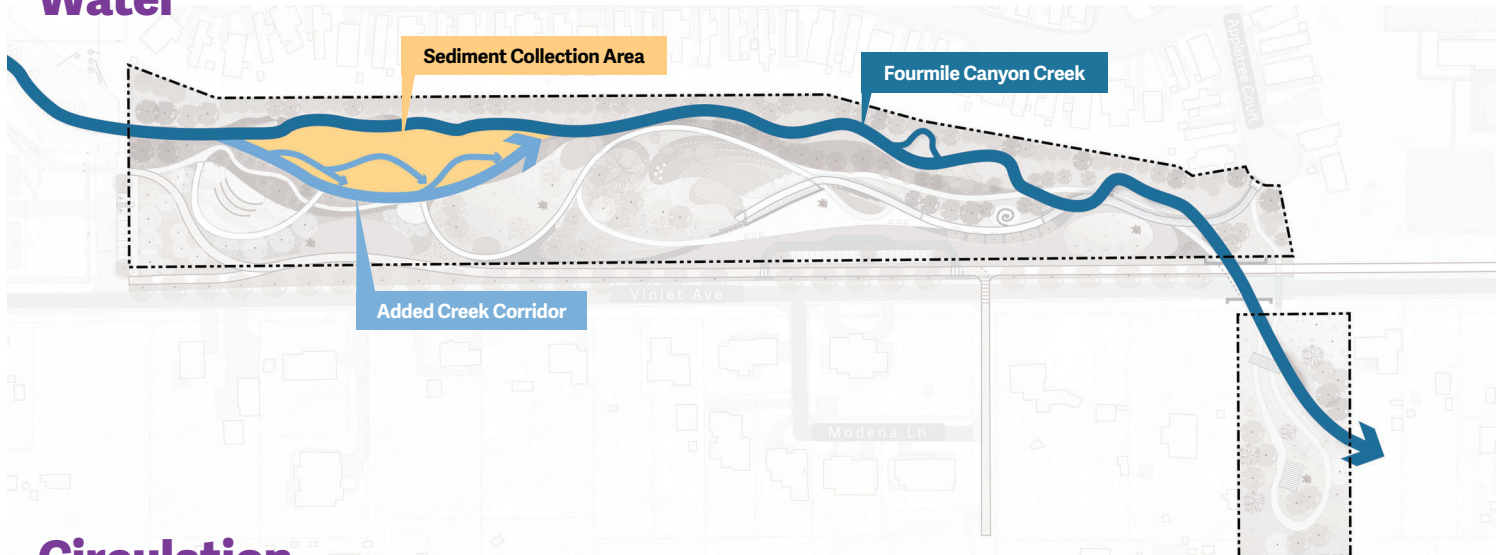 Water
Sediment Collection Area
Fourmile Canyon Creek
Appletree Court
Added Creek Corridor
Violet Ave
Modena Ln
Circulation